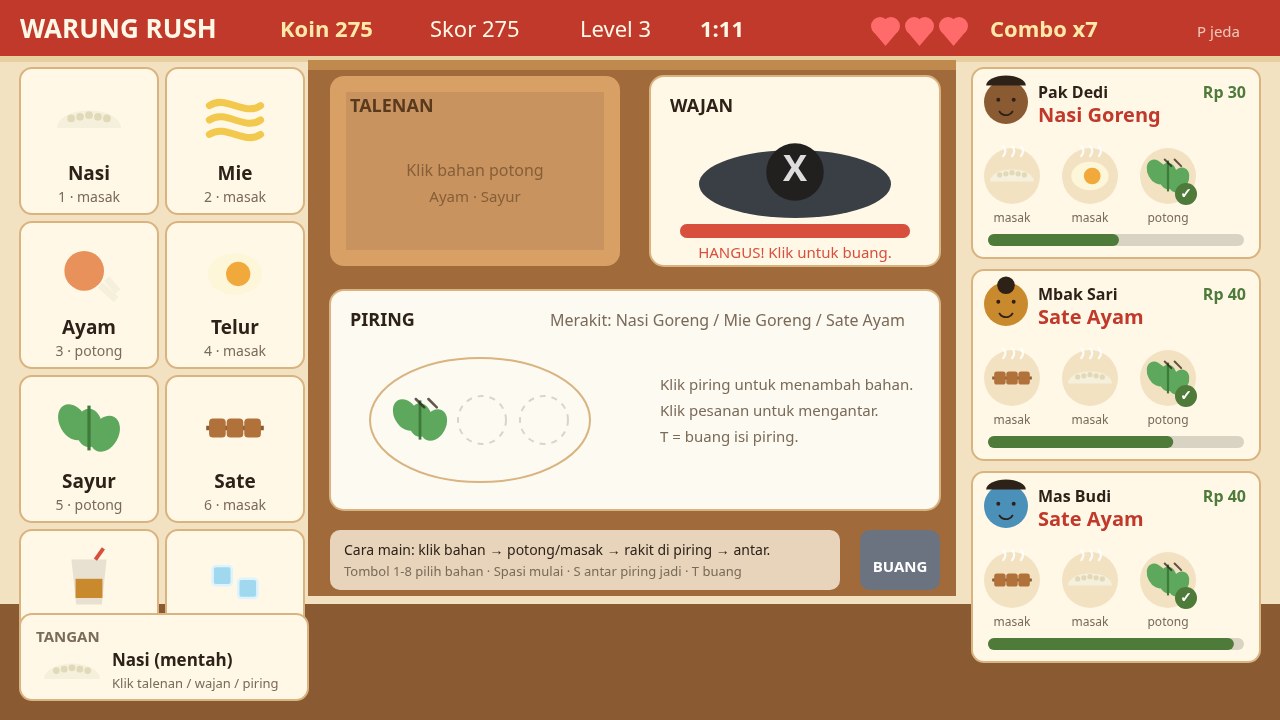 WARUNG RUSH Koin 275 Skor 275 Level 3 1:11 Combo x7 P jeda
Nasi
1 · masak
Mie
2 · masak
Ayam
3 · potong
Telur
4 · masak
Sayur
5 · potong
Sate
6 · masak
TANGAN
Nasi (mentah)
Klik talenan / wajan / piring
TALENAN
Klik bahan potong
Ayam · Sayur
WAJAN
X
HANGUS! Klik untuk buang.
PIRING
Merakit: Nasi Goreng / Mie Goreng / Sate Ayam
Klik piring untuk menambah bahan.
Klik pesanan untuk mengantar.
T = buang isi piring.
Cara main: klik bahan → potong/masak → rakit di piring → antar.
Tombol 1-8 pilih bahan · Spasi mulai · S antar piring jadi · T buang
BUANG
Pak Dedi Rp 30
Nasi Goreng
masak masak potong
Mbak Sari Rp 40
Sate Ayam
masak masak potong
Mas Budi Rp 40
Sate Ayam
masak masak potong